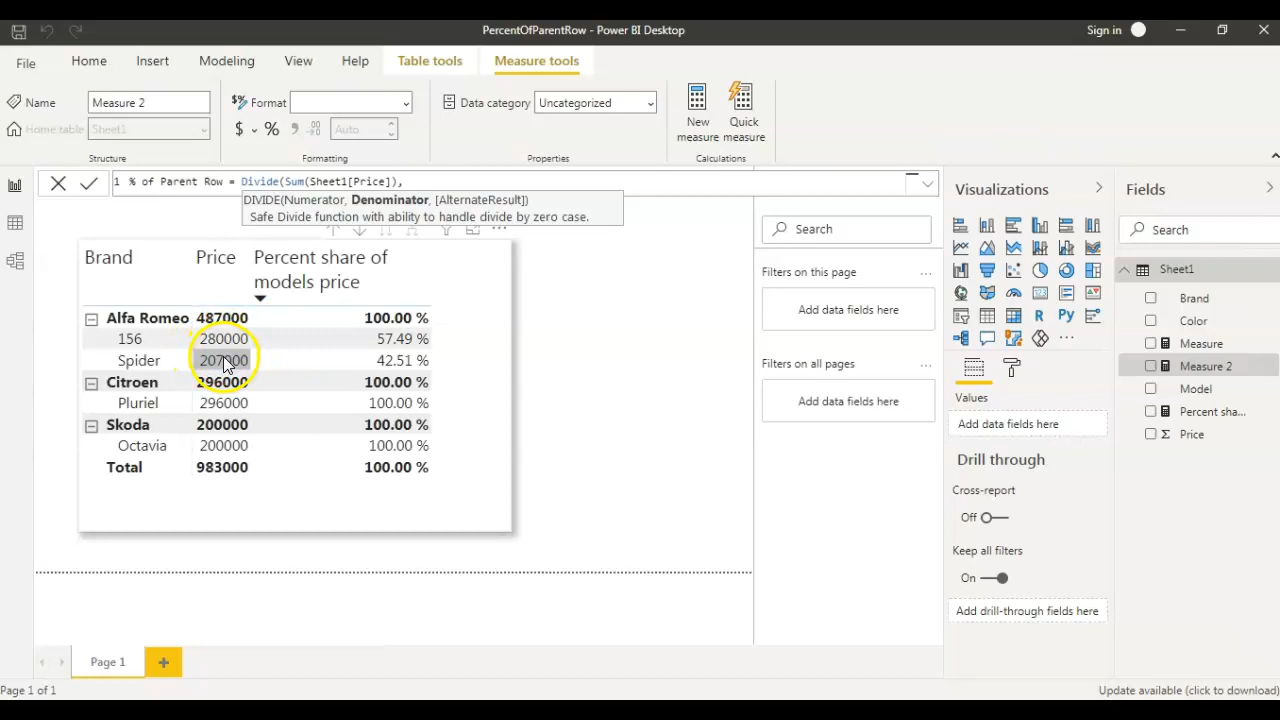 PercentOfParentRow - Power BI Desktop
Sign in
File
Home
Insert
Modeling
View
Help
Table tools
Measure tools
Name
Measure 2
Home table
Sheet1
Structure
$% Format
$
%
Auto
Formatting
Data category
Uncategorized
Properties
New
measure
Quick
measure
Calculations
1 % of Parent Row = Divide(Sum(Sheet1[Price]),
DIVIDE(Numerator, Denominator, [AlternateResult])
Safe Divide function with ability to handle divide by zero case.
Brand Price Percent share of
models price
Alfa Romeo 487000 100.00 %
156 280000 57.49 %
Spider 207000 42.51 %
Citroen 296000 100.00 %
Pluriel 296000 100.00 %
Skoda 200000 100.00 %
Octavia 200000 100.00 %
Total 983000 100.00 %
Search
Filters on this page
...
Add data fields here
Filters on all pages
...
Add data fields here
Visualizations
R
Py
...
Values
Add data fields here
Drill through
Cross-report
Off
Keep all filters
On
Add drill-through fields here
Fields
Search
Sheet1
Brand
Color
Measure
Measure 2
Model
Percent sha...
Σ Price
Page 1
Page 1 of 1
Update available (click to download)